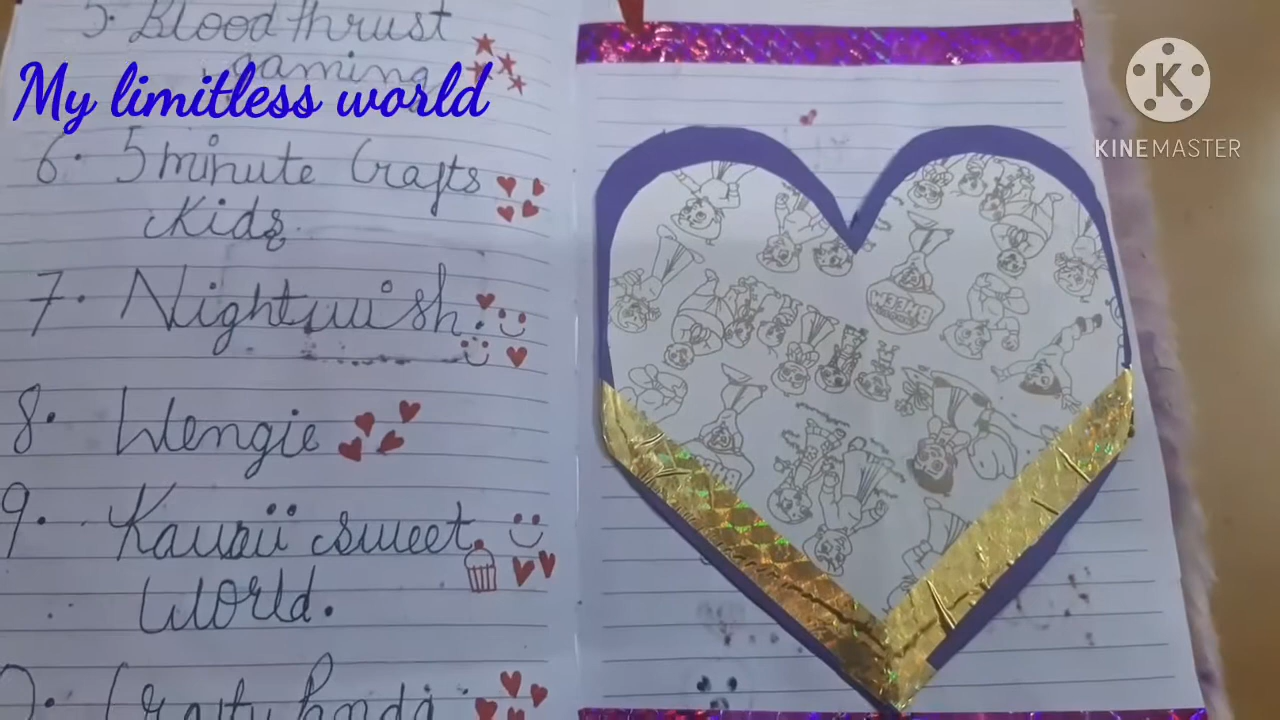 5. Blood thrust
gaming
My limitless world
6. 5 minute Crafts
Kids.
7. Nightwish.
8. Wengie
9. Kawaii sweet
World.
K
KINEMASTER